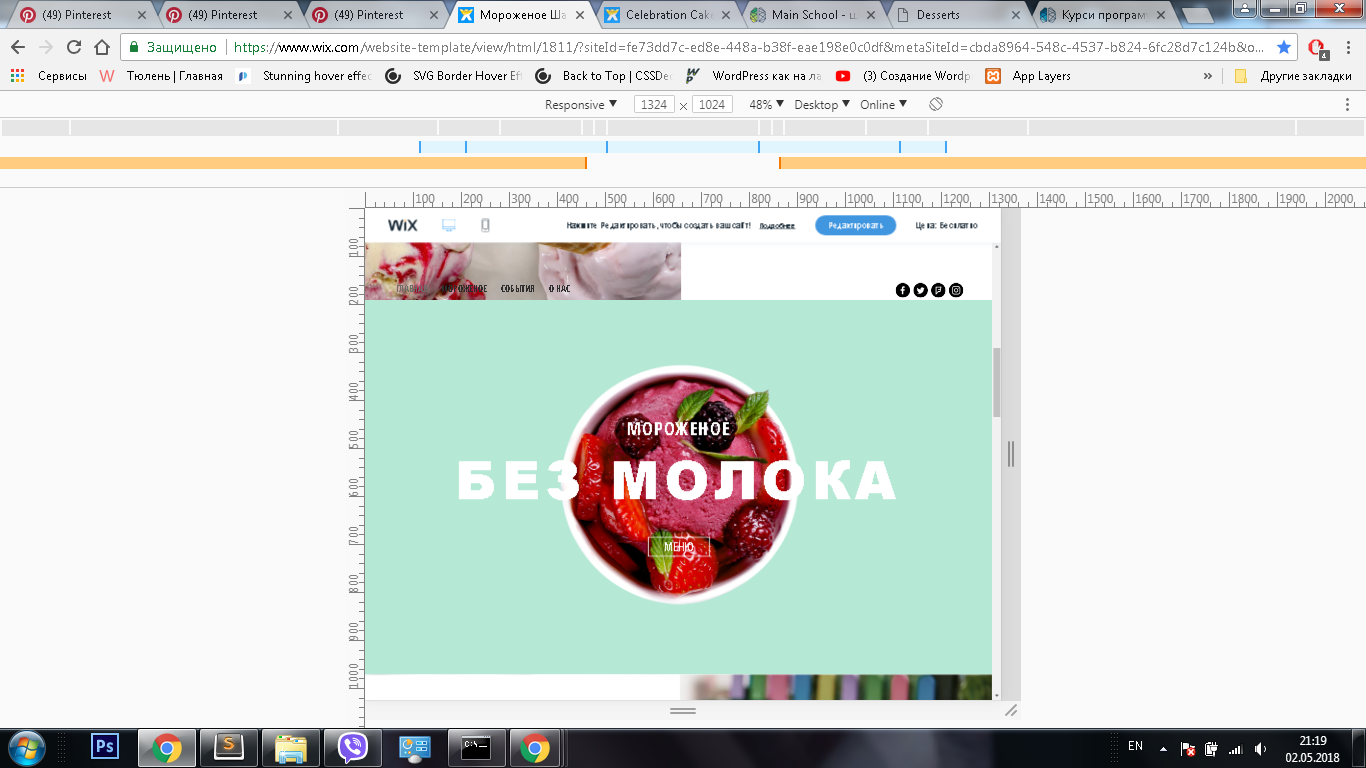 (49) Pinterest
(49) Pinterest
(49) Pinterest
Мороженое Ша
Celebration Cake
Main School - ш
Desserts
Курси програм
Защищено https://www.wix.com/website-template/view/html/1811/?siteId=fe73dd7c-ed8e-448a-b38f-eae198e0c0df&metaSiteId=cbda8964-548c-4537-b824-6fc28d7c124b&o...
4
Сервисы
Тюлень | Главная
Stunning hover effec
SVG Border Hover Eff
Back to Top | CSSDe
WordPress как на ла
(3) Создание Wordp
App Layers
»
Другие закладки
Responsive ▼ 1324 × 1024 48% ▼ Desktop ▼ Online ▼
100 200 300 400 500 600 700 800 900 1000 1100 1200 1300 1400 1500 1600 1700 1800 1900 2000
100
200
300
400
500
600
700
800
900
1000
WiX
Нажмите Редактировать, чтобы создать ваш сайт! Подробнее
Редактировать
Цена: Бесплатно
МОРОЖЕНОЕ СОБЫТИЯ О НАС
МОРОЖЕНОЕ
БЕЗ МОЛОКА
МЕНЮ
Ps
S
C:\
EN
21:19
02.05.2018